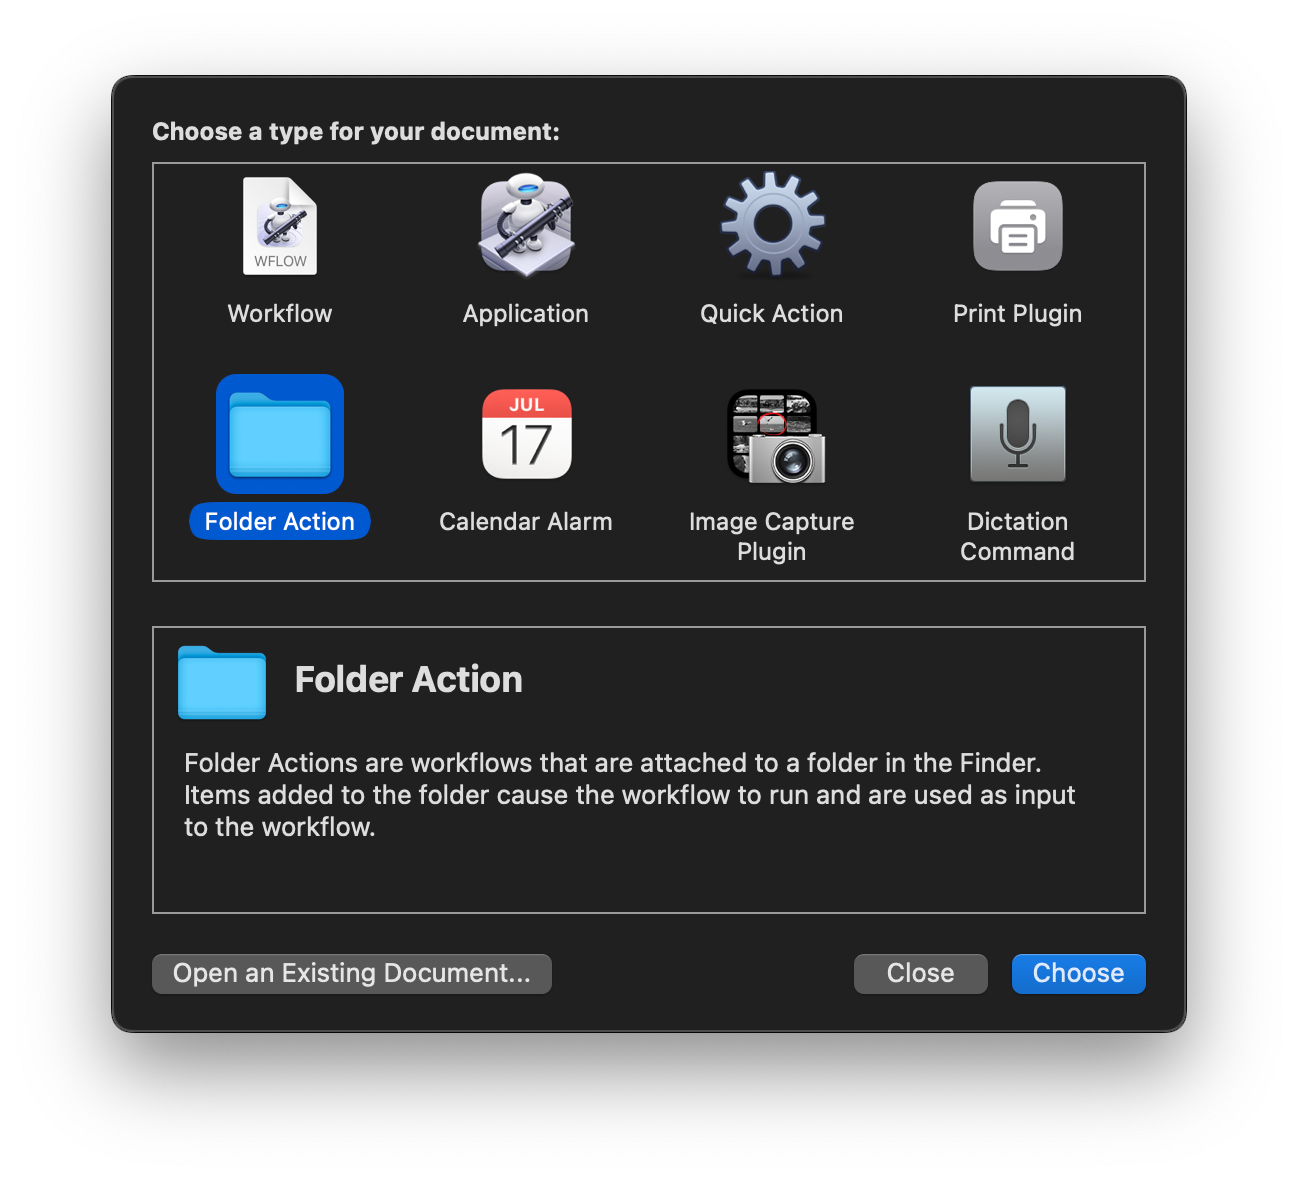 Choose a type for your document:
WFLOW
Workflow
Application
Quick Action
Print Plugin
Folder Action
JUL
17
Calendar Alarm
Image Capture
Plugin
Dictation
Command
Folder Action
Folder Actions are workflows that are attached to a folder in the Finder.
Items added to the folder cause the workflow to run and are used as input
to the workflow.
Open an Existing Document...
Close
Choose